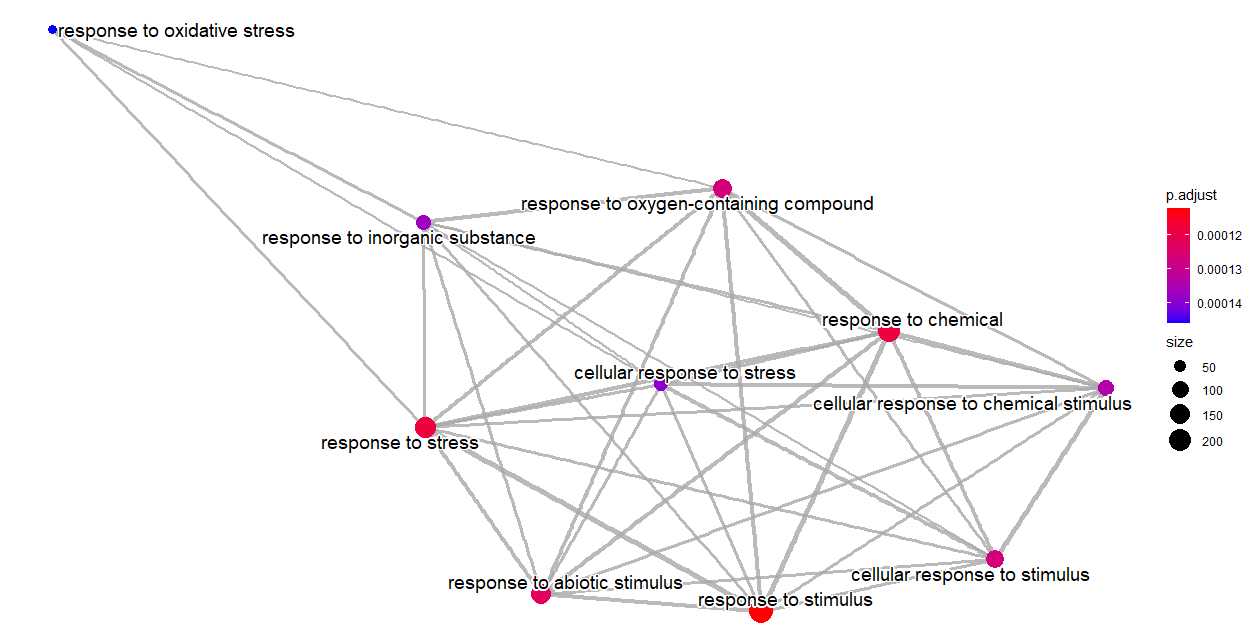 response to oxidative stress
response to oxygen-containing compound
response to inorganic substance
response to chemical
cellular response to stress
cellular response to chemical stimulus
response to stress
cellular response to stimulus
response to abiotic stimulus
response to stimulus
p.adjust
0.00012
0.00013
0.00014
size
50
100
150
200